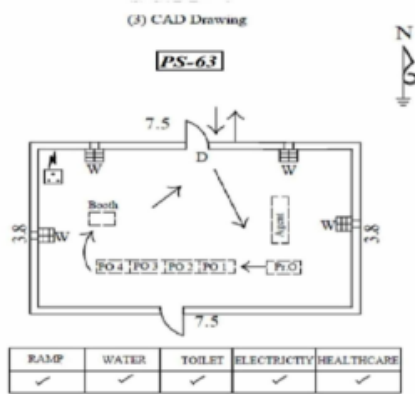 (3) CAD Drawing
PS-63
N
7.5
D
W
W
Booth
3.8
W
Agent
W
3.8
PO 4 PO 3 PO 2 PO 1
Pr.O
7.5
RAMP WATER TOILET ELECTRICTIY HEALTHCARE
✓ ✓ ✓ ✓ ✓